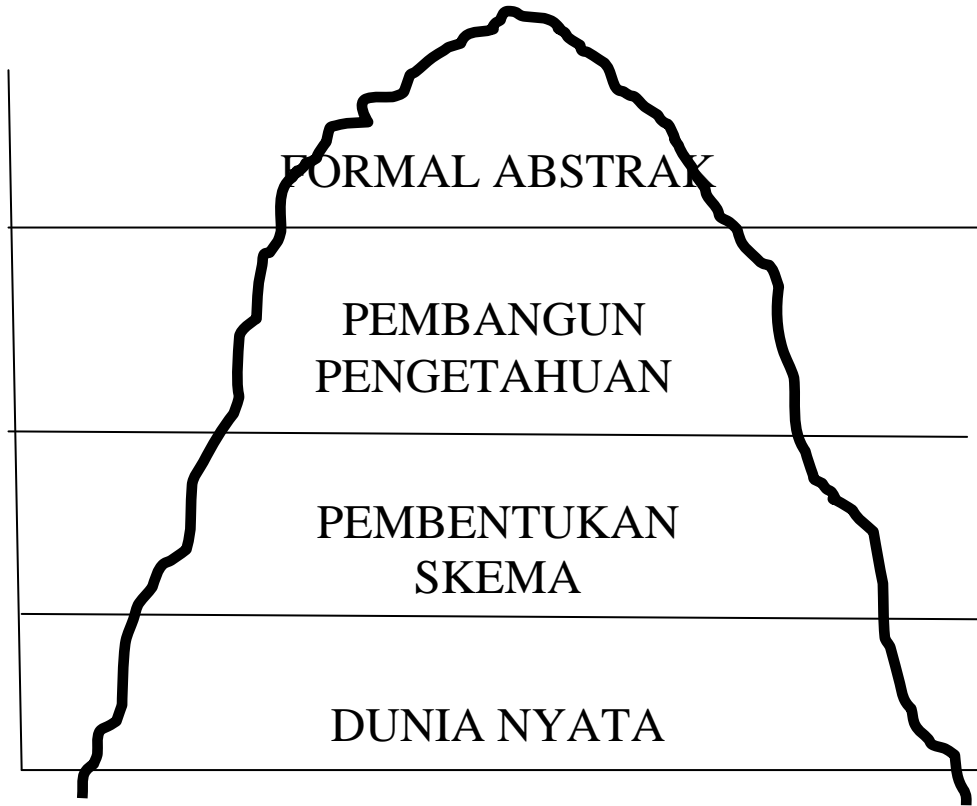 FORMAL ABSTRAK
PEMBANGUN
PENGETAHUAN
PEMBENTUKAN
SKEMA
DUNIA NYATA